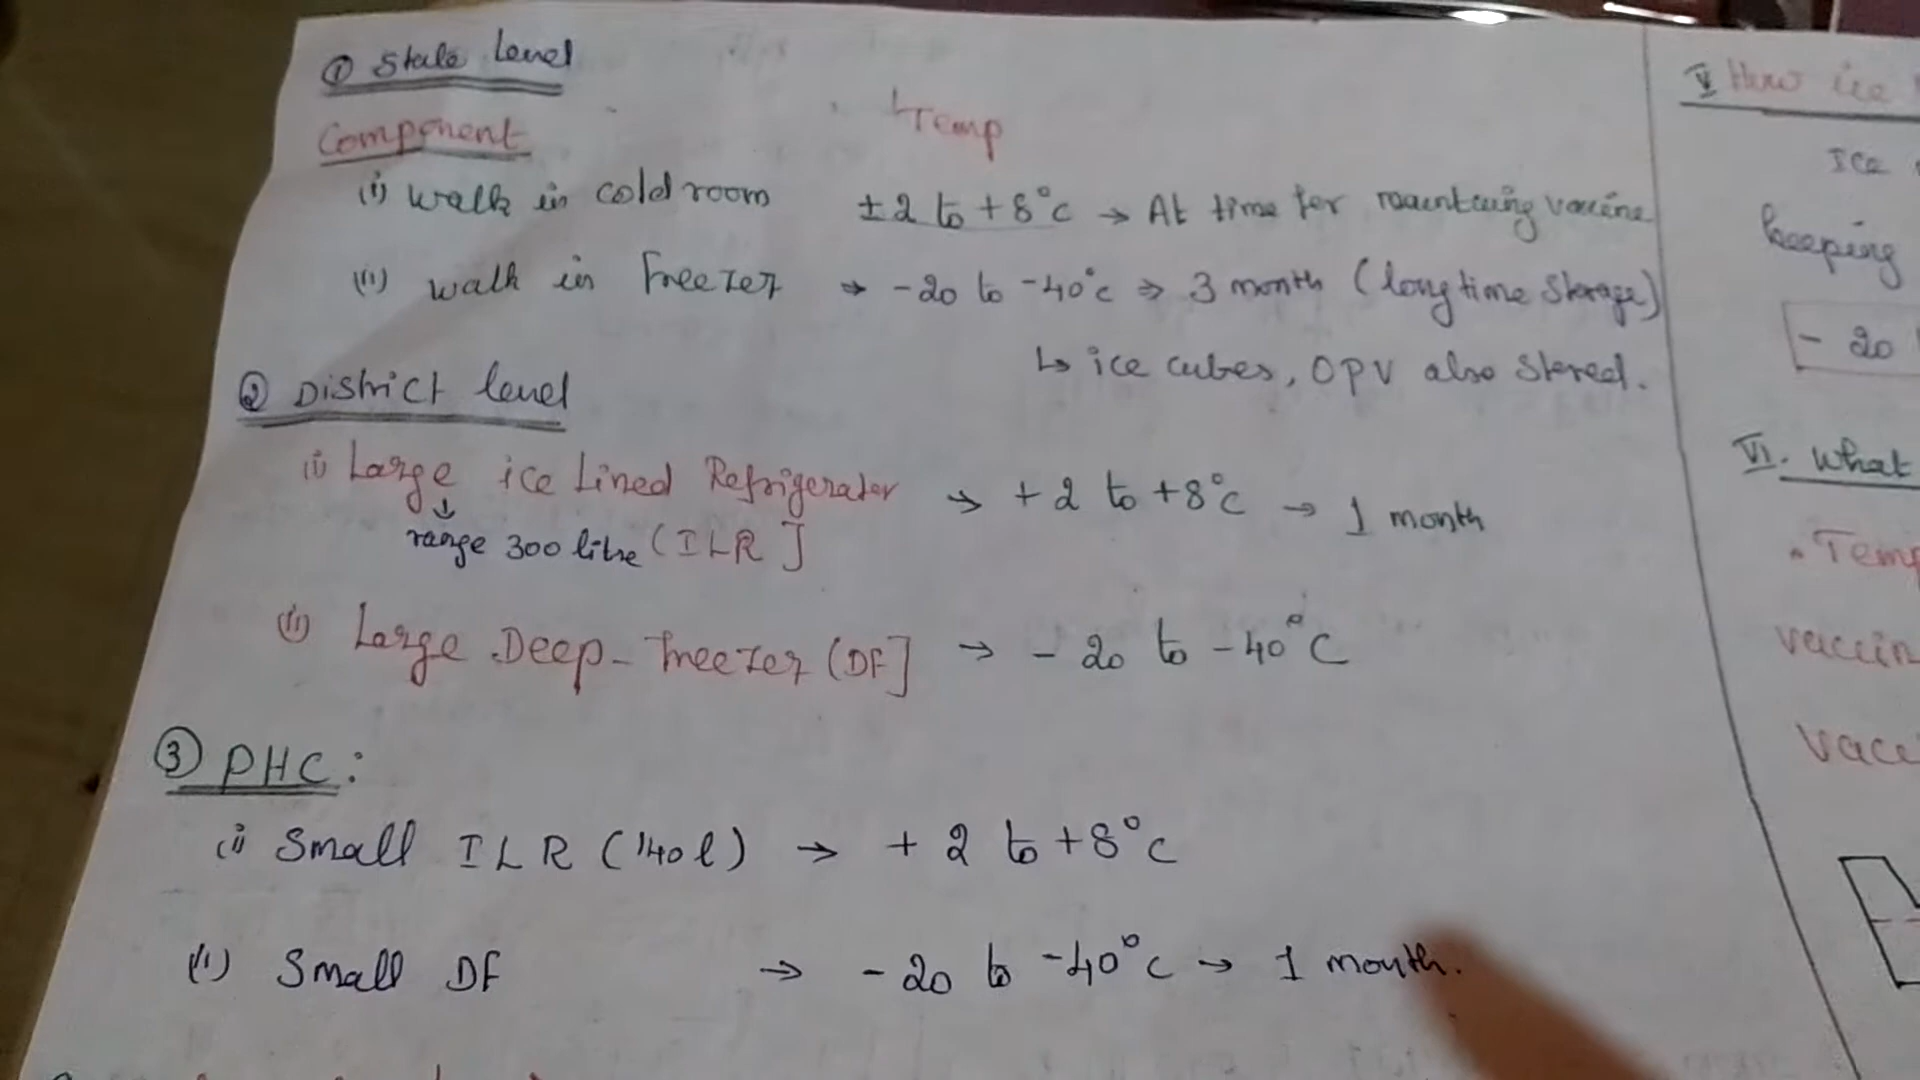 ① State Level
Component Temp
(i) walk in cold room ±2 to +8°C → At time for maintaining vaccine
(ii) walk in Freezer → -20 to -40°C ⇒ 3 month (long time Storage)
↳ ice cubes, OPV also Stored.
② District level
(i) Large ice Lined Refrigerator → +2 to +8°C → 1 month
↓
range 300 litre (ILR]
(ii) Large Deep-freezer (DF] → -20 to -40°C
③ PHC:
(i) Small ILR (140l) → +2 to +8°C
(ii) Small DF → -20 to -40°C → 1 month.
V How ice
Ice
keeping
-20
VI. What
Temp
vaccin
vacc